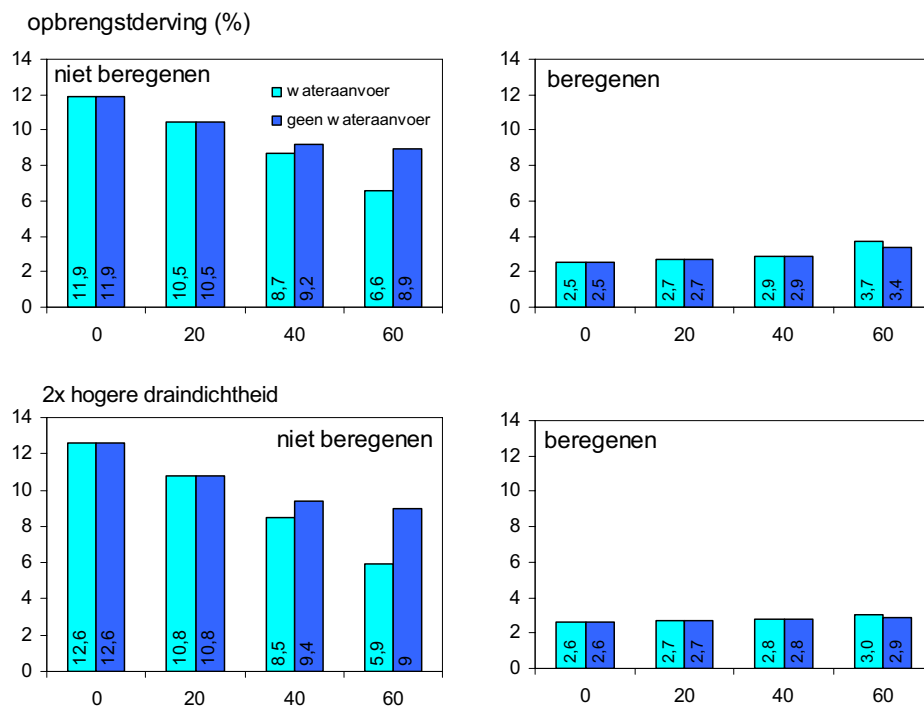 opbrengstderving (%)
niet beregenen
wateraanvoer
geen wateraanvoer
14
12
10
8
6
4
2
0
11,9 11,9 10,5 10,5 8,7 9,2 6,6 8,9
0 20 40 60
beregenen
14
12
10
8
6
4
2
0
2,5 2,5 2,7 2,7 2,9 2,9 3,7 3,4
0 20 40 60
2x hogere draindichtheid
niet beregenen
14
12
10
8
6
4
2
0
12,6 12,6 10,8 10,8 8,5 9,4 5,9 9
0 20 40 60
beregenen
14
12
10
8
6
4
2
0
2,6 2,6 2,7 2,7 2,8 2,8 3,0 2,9
0 20 40 60